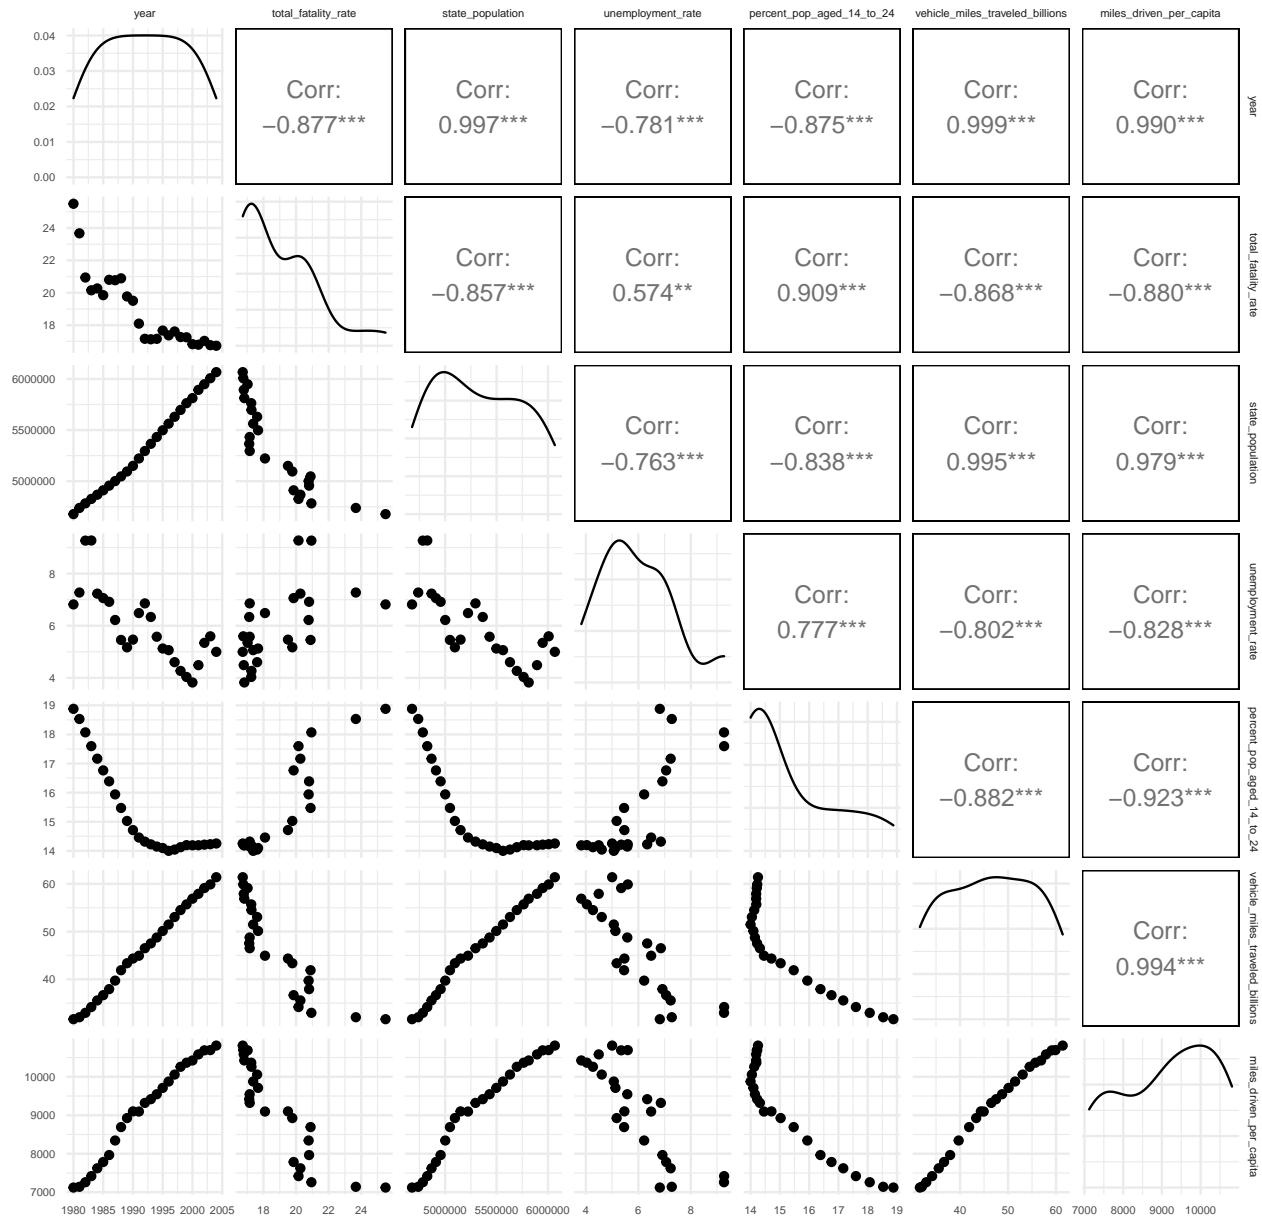 year total_fatality_rate state_population unemployment_rate percent_pop_aged_14_to_24 vehicle_miles_traveled_billions miles_driven_per_capita
0.04
0.03
0.02
0.01
0.00
Corr: Corr: Corr: Corr: Corr: Corr:
−0.877*** 0.997*** −0.781*** −0.875*** 0.999*** 0.990***
year
24
22
20
18
Corr: Corr: Corr: Corr: Corr:
−0.857*** 0.574** 0.909*** −0.868*** −0.880***
total_fatality_rate
6000000
5500000
5000000
Corr: Corr: Corr: Corr:
−0.763*** −0.838*** 0.995*** 0.979***
state_population
8
6
4
Corr: Corr: Corr:
0.777*** −0.802*** −0.828***
unemployment_rate
19
18
17
16
15
14
Corr: Corr:
−0.882*** −0.923***
percent_pop_aged_14_to_24
60
50
40
Corr:
0.994***
vehicle_miles_traveled_billions
10000
9000
8000
7000
miles_driven_per_capita
1980 1985 1990 1995 2000 2005 18 20 22 24 5000000 5500000 6000000 4 6 8 14 15 16 17 18 19 40 50 60 7000 8000 9000 10000